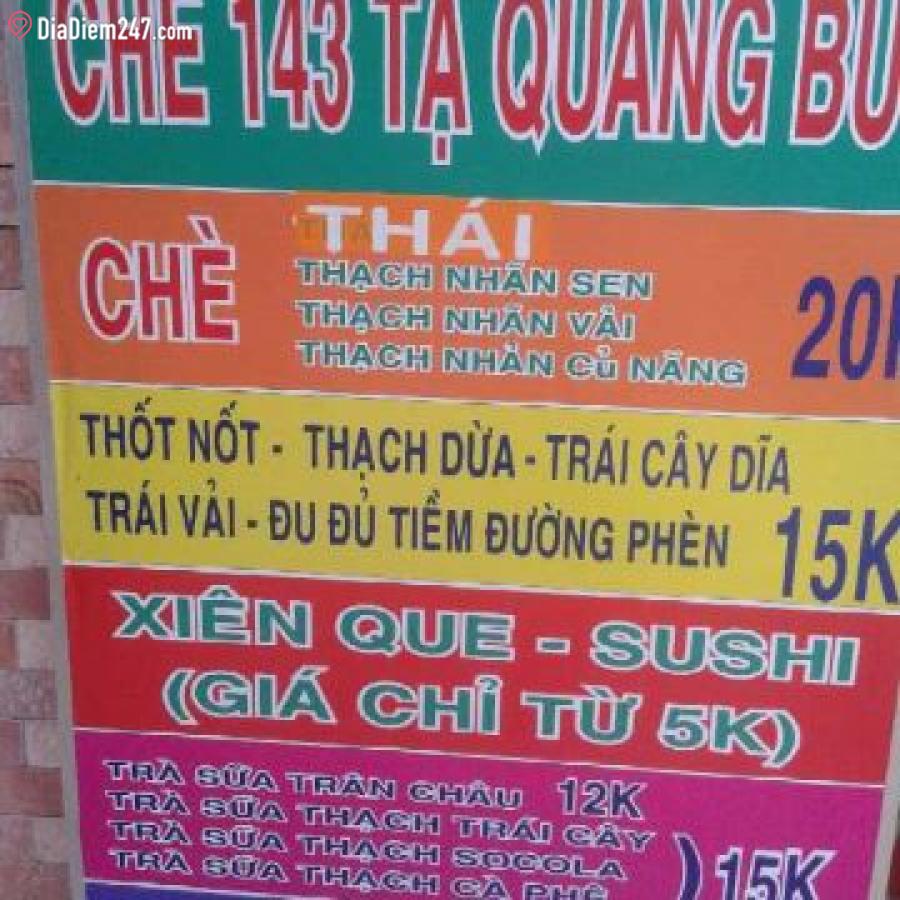 DiaDiem247.com
CHÈ 143 TẠ QUANG BU
THÁI
CHÈ
THẠCH NHÃN SEN
THẠCH NHÃN VẢI
THẠCH NHÀN Củ NĂNG
20K
THỐT NỐT - THẠCH DỪA - TRÁI CÂY DĨA
TRÁI VẢI - ĐU ĐỦ TIỀM ĐƯỜNG PHÈN 15K
XIÊN QUE - SUSHI
(GIÁ CHỈ TỪ 5K)
TRÀ SỮA TRÂN CHÂU 12K
TRÀ SỮA THẠCH TRÁI CÂY
TRÀ SỮA THẠCH SOCOLA
TRÀ SỮA THẠCH CÀ PHÊ
) 15K